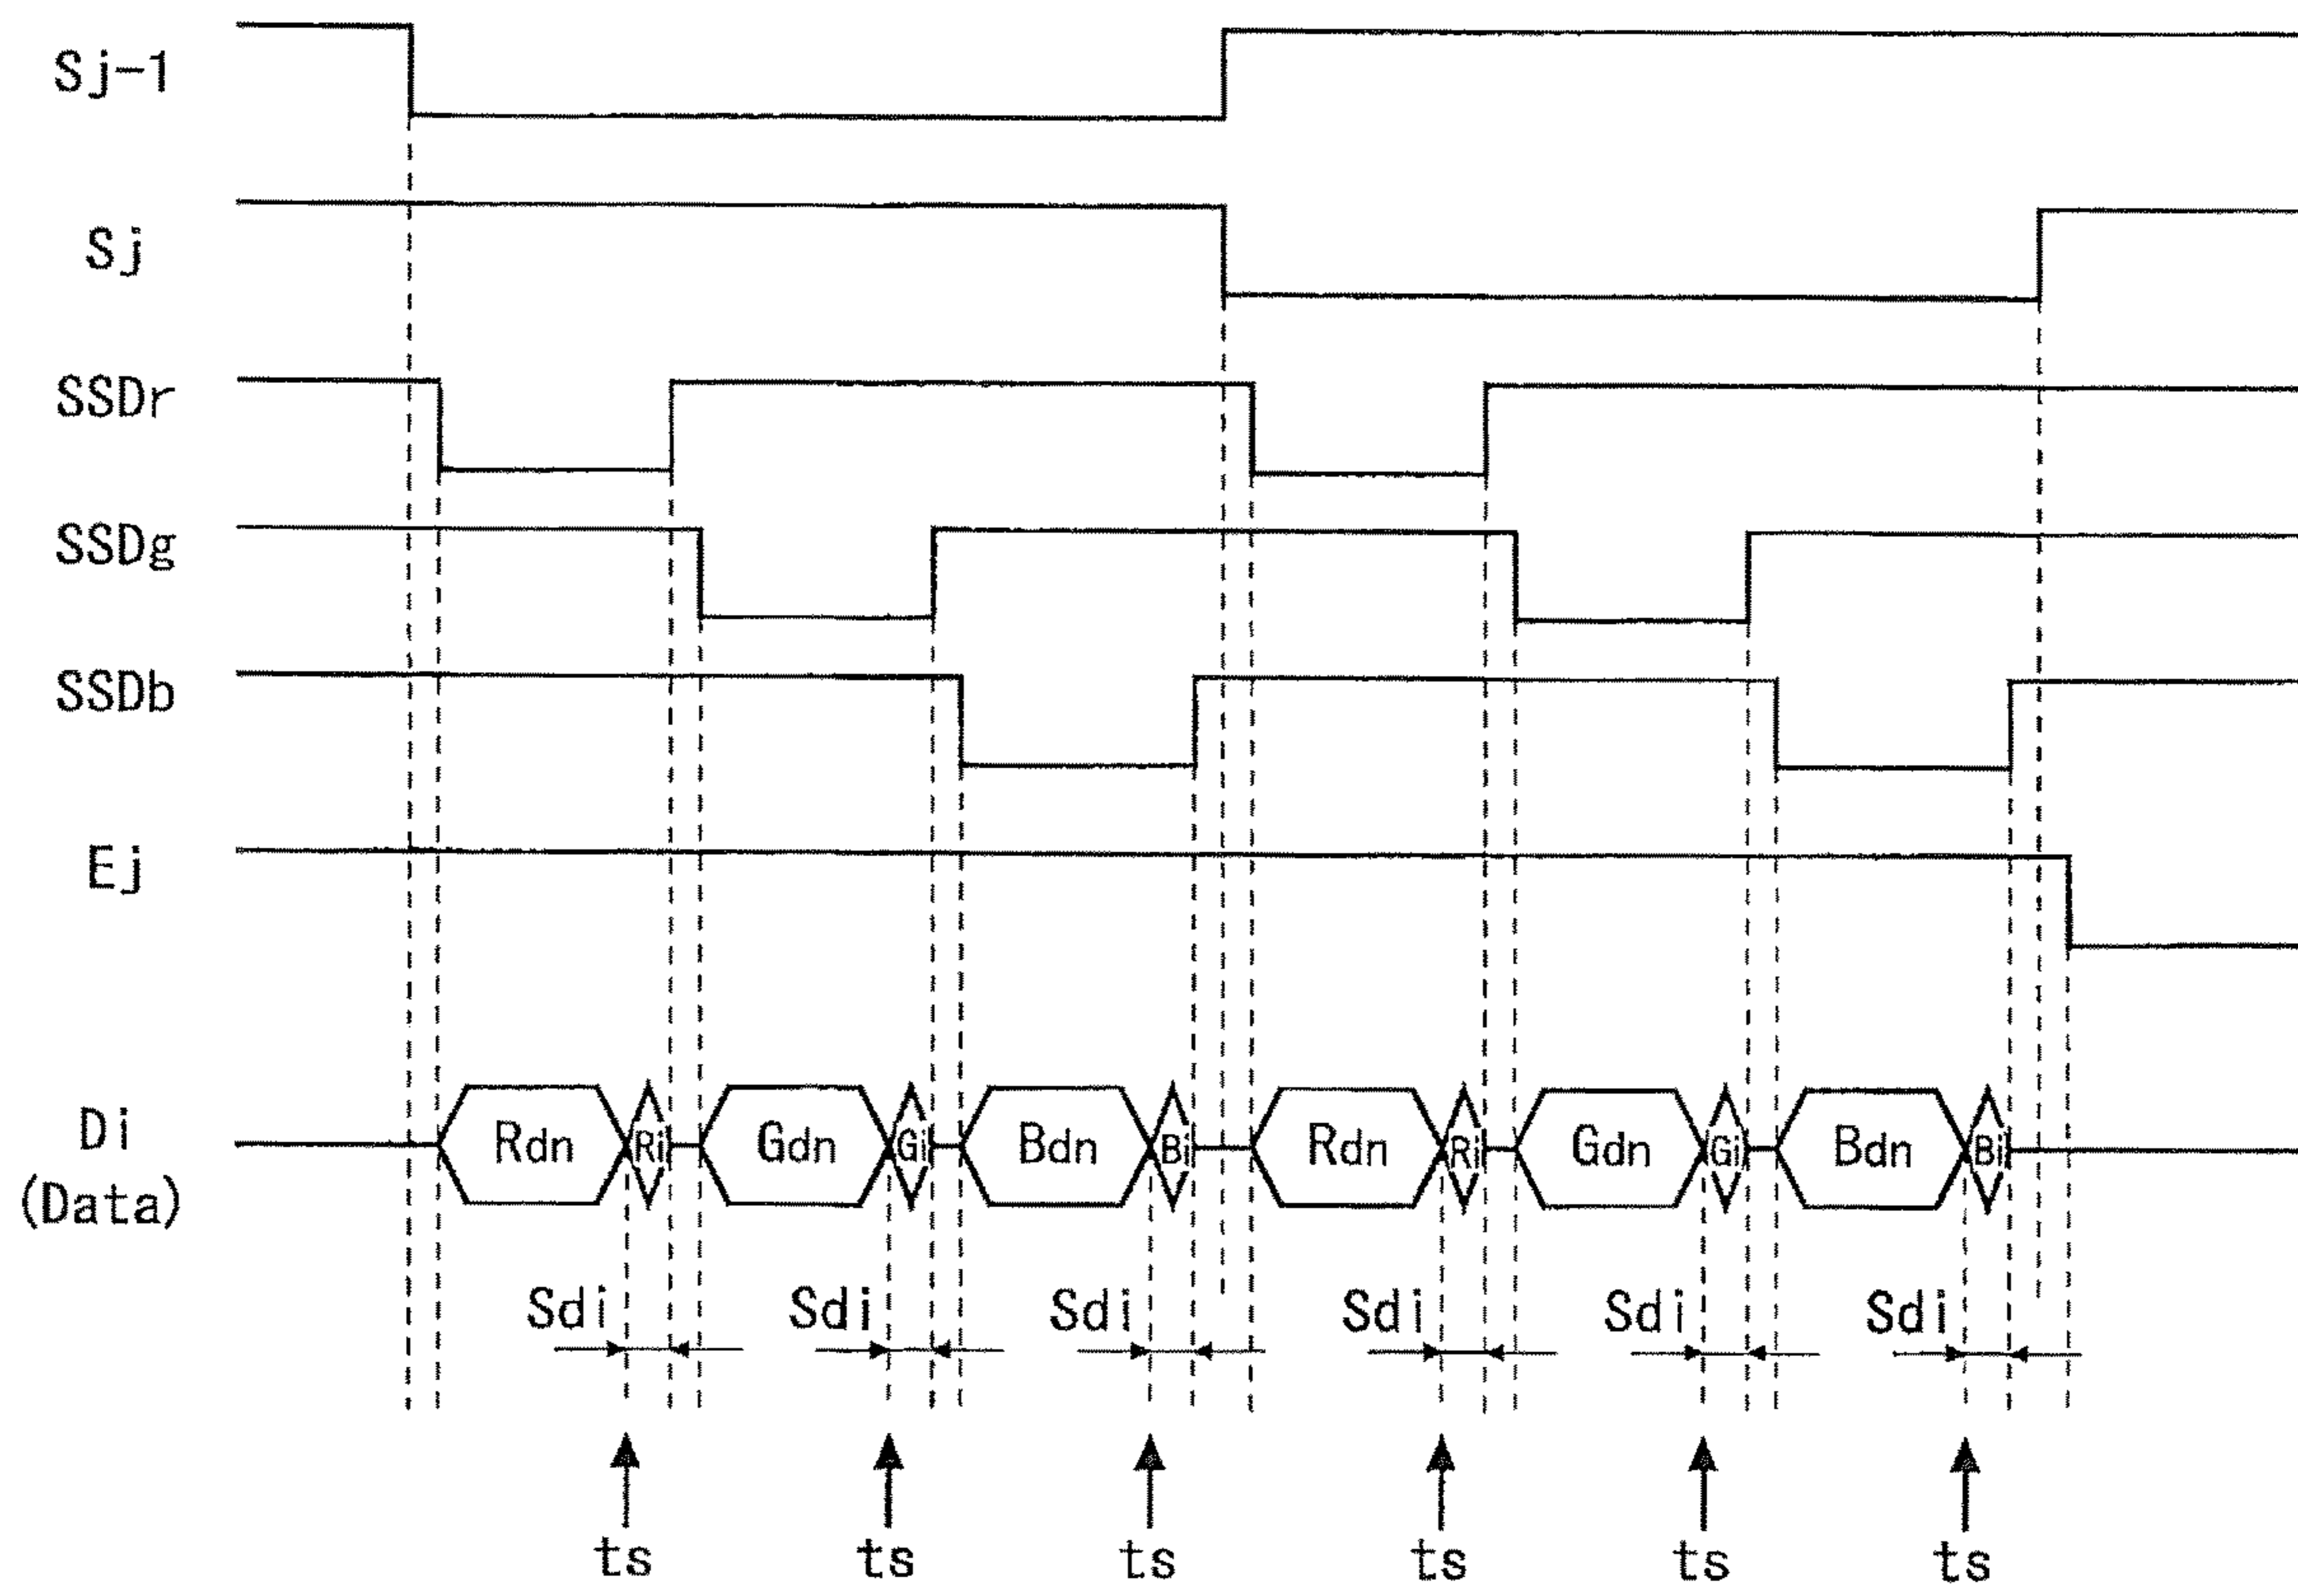 Sj-1
Sj
SSDr
SSDg
SSDb
Ej
Di
(Data)
Rdn Ri Gdn Gi Bdn Bi Rdn Ri Gdn Gi Bdn Bi
Sdi Sdi Sdi Sdi Sdi Sdi
ts ts ts ts ts ts